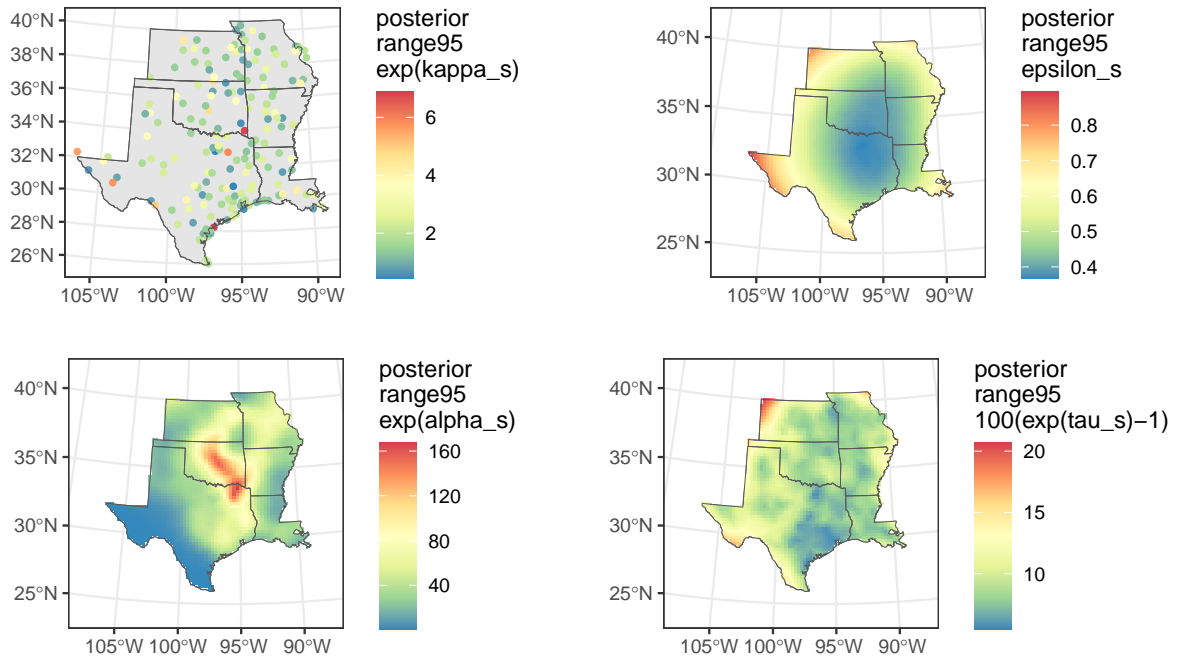 posterior
range95
exp(kappa_s)
40°N
38°N
36°N
34°N
32°N
30°N
28°N
26°N
6
4
2
105°W 100°W 95°W 90°W
posterior
range95
epsilon_s
40°N
35°N
30°N
25°N
0.8
0.7
0.6
0.5
0.4
105°W 100°W 95°W 90°W
posterior
range95
exp(alpha_s)
40°N
35°N
30°N
25°N
160
120
80
40
105°W 100°W 95°W 90°W
posterior
range95
100(exp(tau_s)−1)
40°N
35°N
30°N
25°N
20
15
10
105°W 100°W 95°W 90°W